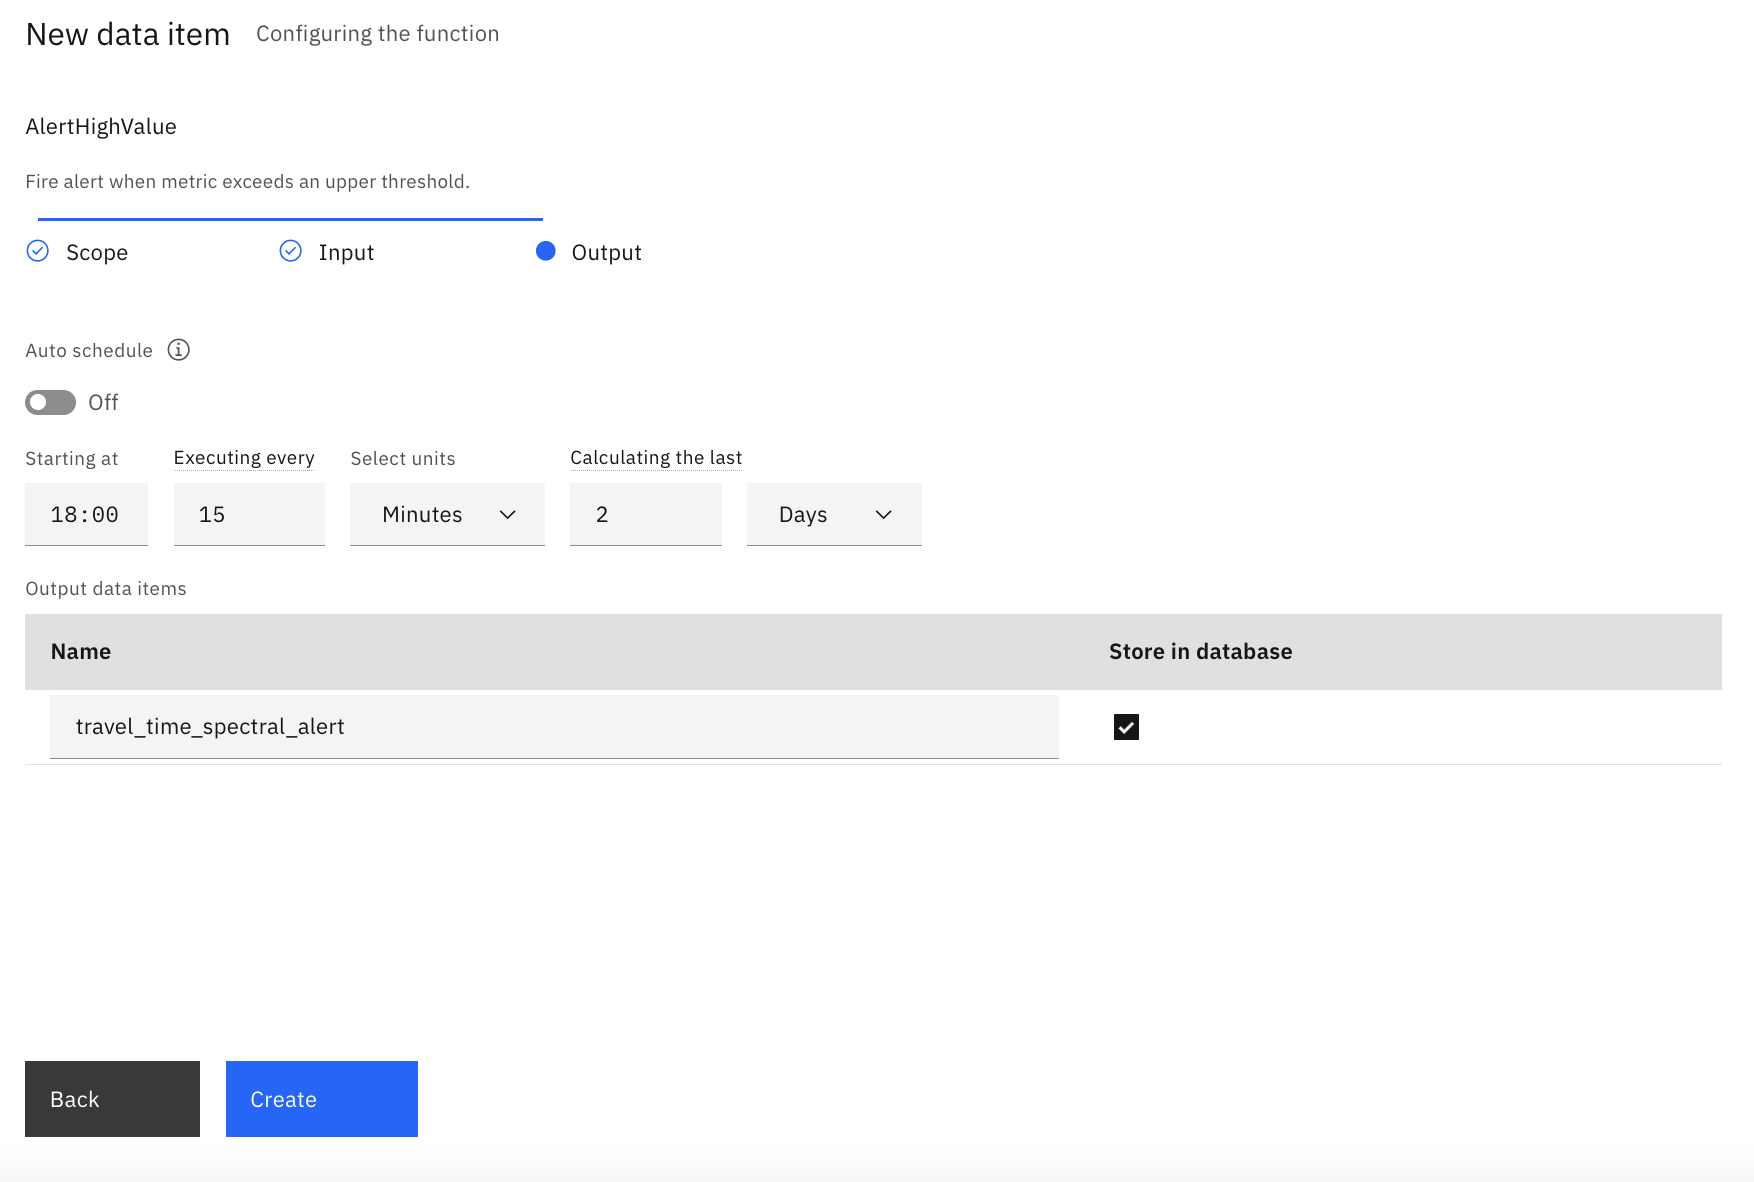 New data item Configuring the function
AlertHighValue
Fire alert when metric exceeds an upper threshold.
Scope Input Output
Auto schedule
Off
Starting at Executing every Select units Calculating the last
18:00 15 Minutes 2 Days
Output data items
Name Store in database
travel_time_spectral_alert
Back Create